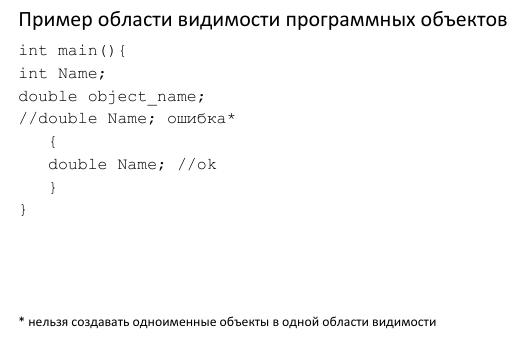 Пример области видимости программных объектов
int main(){
int Name;
double object_name;
//double Name; ошибка*
{
double Name; //ok
}
}
* нельзя создавать одноименные объекты в одной области видимости